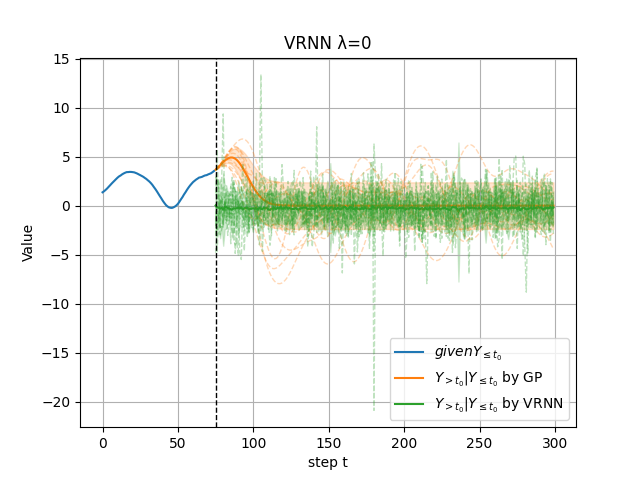 VRNN λ=0
Value
15
10
5
0
−5
−10
−15
−20
0 50 100 150 200 250 300
step t
givenY≤t₀
Y>t₀|Y≤t₀ by GP
Y>t₀|Y≤t₀ by VRNN